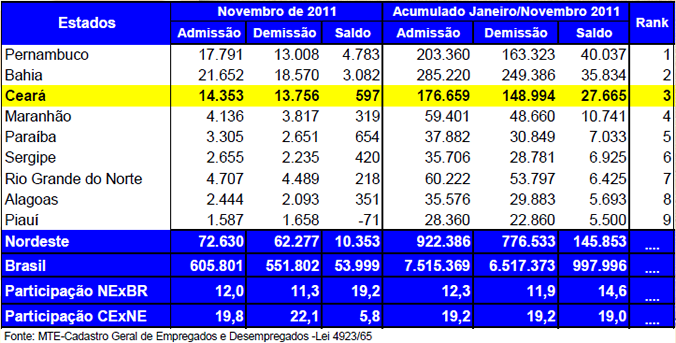 Estados Novembro de 2011 Acumulado Janeiro/Novembro 2011 Rank
Admissão Demissão Saldo Admissão Demissão Saldo
Pernambuco 17.791 13.008 4.783 203.360 163.323 40.037 1
Bahia 21.652 18.570 3.082 285.220 249.386 35.834 2
Ceará 14.353 13.756 597 176.659 148.994 27.665 3
Maranhão 4.136 3.817 319 59.401 48.660 10.741 4
Paraíba 3.305 2.651 654 37.882 30.849 7.033 5
Sergipe 2.655 2.235 420 35.706 28.781 6.925 6
Rio Grande do Norte 4.707 4.489 218 60.222 53.797 6.425 7
Alagoas 2.444 2.093 351 35.576 29.883 5.693 8
Piauí 1.587 1.658 -71 28.360 22.860 5.500 9
Nordeste 72.630 62.277 10.353 922.386 776.533 145.853 ....
Brasil 605.801 551.802 53.999 7.515.369 6.517.373 997.996 ....
Participação NExBR 12,0 11,3 19,2 12,3 11,9 14,6 ....
Participação CExNE 19,8 22,1 5,8 19,2 19,2 19,0 ....
Fonte: MTE-Cadastro Geral de Empregados e Desempregados -Lei 4923/65